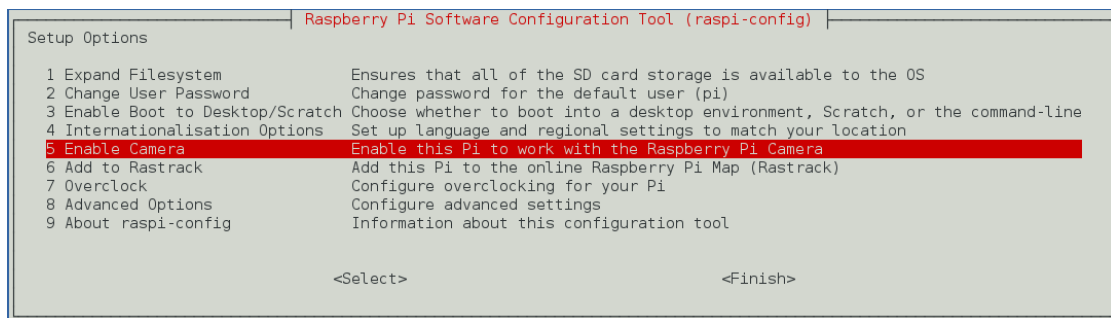 Raspberry Pi Software Configuration Tool (raspi-config)
Setup Options
1 Expand Filesystem Ensures that all of the SD card storage is available to the OS
2 Change User Password Change password for the default user (pi)
3 Enable Boot to Desktop/Scratch Choose whether to boot into a desktop environment, Scratch, or the command-line
4 Internationalisation Options Set up language and regional settings to match your location
5 Enable Camera Enable this Pi to work with the Raspberry Pi Camera
6 Add to Rastrack Add this Pi to the online Raspberry Pi Map (Rastrack)
7 Overclock Configure overclocking for your Pi
8 Advanced Options Configure advanced settings
9 About raspi-config Information about this configuration tool
<Select> <Finish>